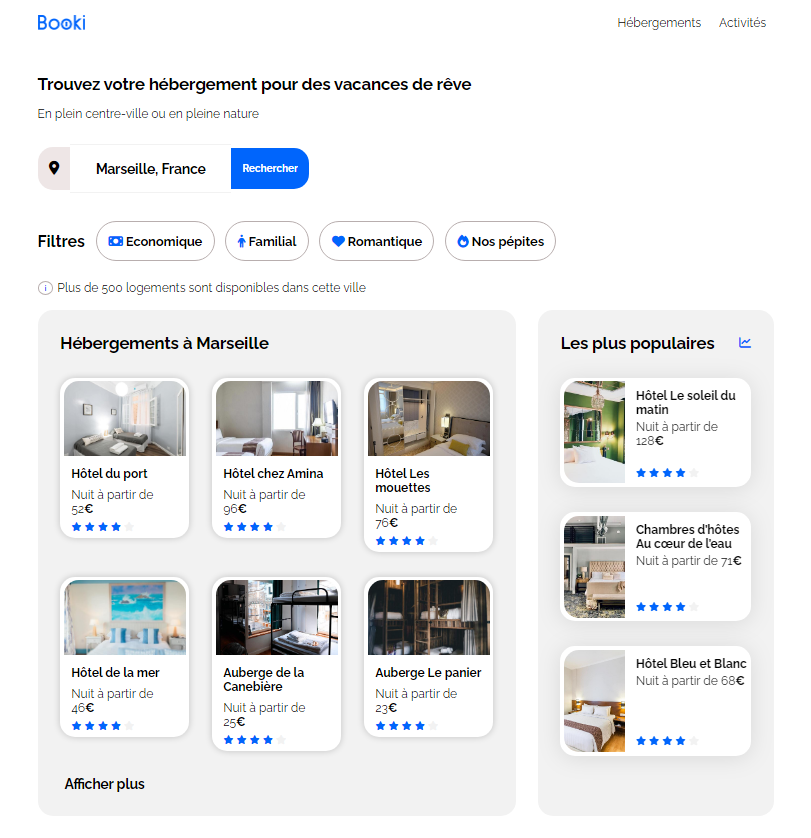 Booki
Hébergements Activités
Trouvez votre hébergement pour des vacances de rêve
En plein centre-ville ou en pleine nature
Marseille, France Rechercher
Filtres Economique Familial Romantique Nos pépites
Plus de 500 logements sont disponibles dans cette ville
Hébergements à Marseille
Hôtel du port
Nuit à partir de
52€
Hôtel chez Amina
Nuit à partir de
96€
Hôtel Les
mouettes
Nuit à partir de
76€
Hôtel de la mer
Nuit à partir de
46€
Auberge de la
Canebière
Nuit à partir de
25€
Auberge Le panier
Nuit à partir de
23€
Afficher plus
Les plus populaires
Hôtel Le soleil du
matin
Nuit à partir de
128€
Chambres d'hôtes
Au cœur de l'eau
Nuit à partir de 71€
Hôtel Bleu et Blanc
Nuit à partir de 68€